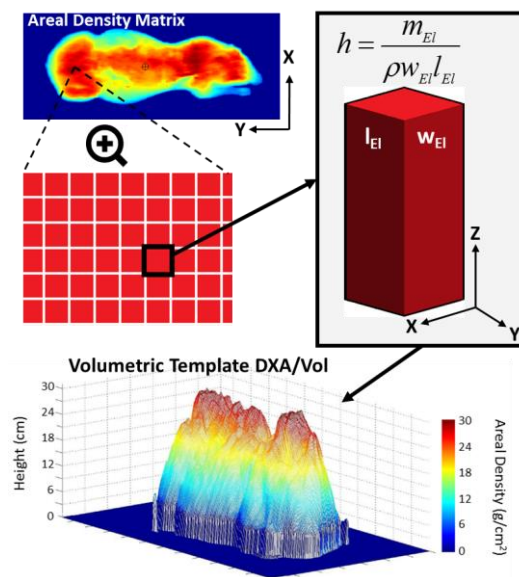 Areal Density Matrix
X
Y
h = m_El / ρw_El l_El
l_El
w_El
Z
X
Y
Volumetric Template DXA/Vol
Height (cm)
30
24
18
12
6
0
30
24
18
12
6
0
Areal Density (g/cm²)